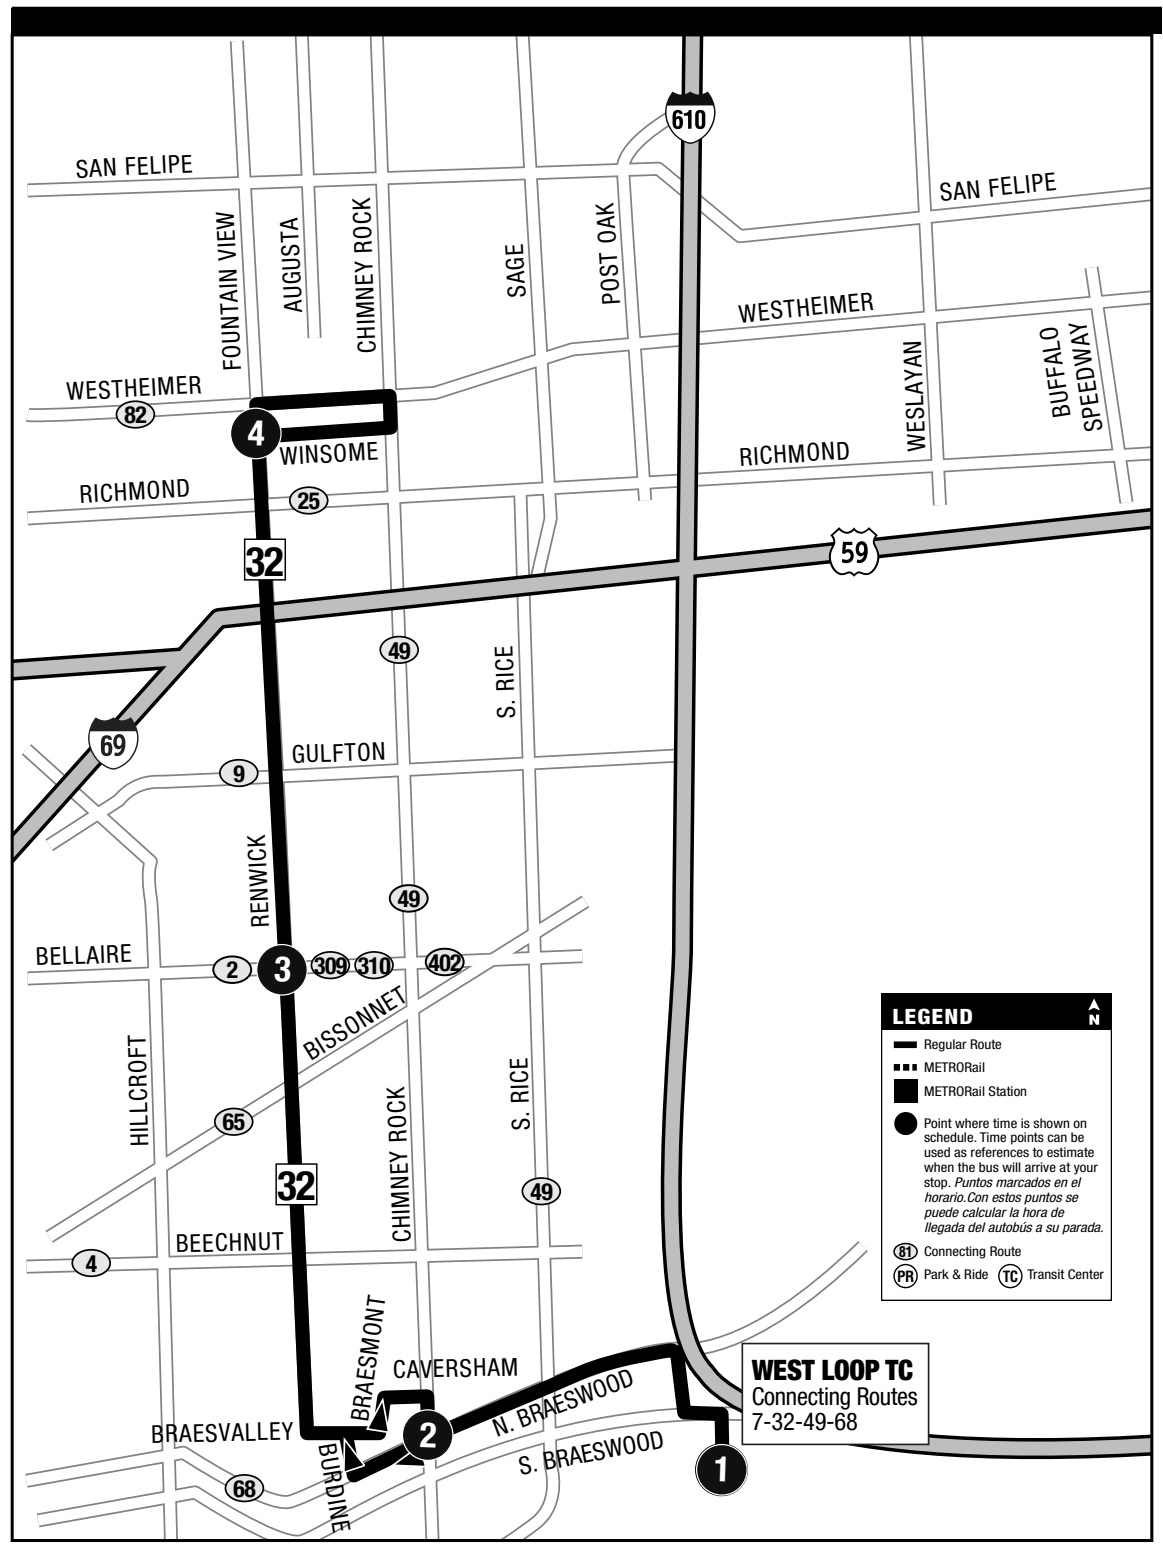 610
SAN FELIPE
SAN FELIPE
FOUNTAIN VIEW
AUGUSTA
CHIMNEY ROCK
SAGE
POST OAK
WESTHEIMER
WESTHEIMER
82
4
WINSOME
WESLAYAN
BUFFALO
SPEEDWAY
RICHMOND
RICHMOND
25
32
59
49
S. RICE
69
GULFTON
9
RENWICK
49
BELLAIRE
2
3
309
310
402
BISSONNET
HILLCROFT
65
CHIMNEY ROCK
S. RICE
32
49
BEECHNUT
4
LEGEND
N
Regular Route
METRORail
METRORail Station
Point where time is shown on
schedule. Time points can be
used as references to estimate
when the bus will arrive at your
stop. Puntos marcados en el
horario.Con estos puntos se
puede calcular la hora de
llegada del autobús a su parada.
81 Connecting Route
PR Park & Ride TC Transit Center
BRAESMONT
CAVERSHAM
WEST LOOP TC
Connecting Routes
7-32-49-68
BRAESVALLEY
2
N. BRAESWOOD
S. BRAESWOOD
1
68
BURDINE